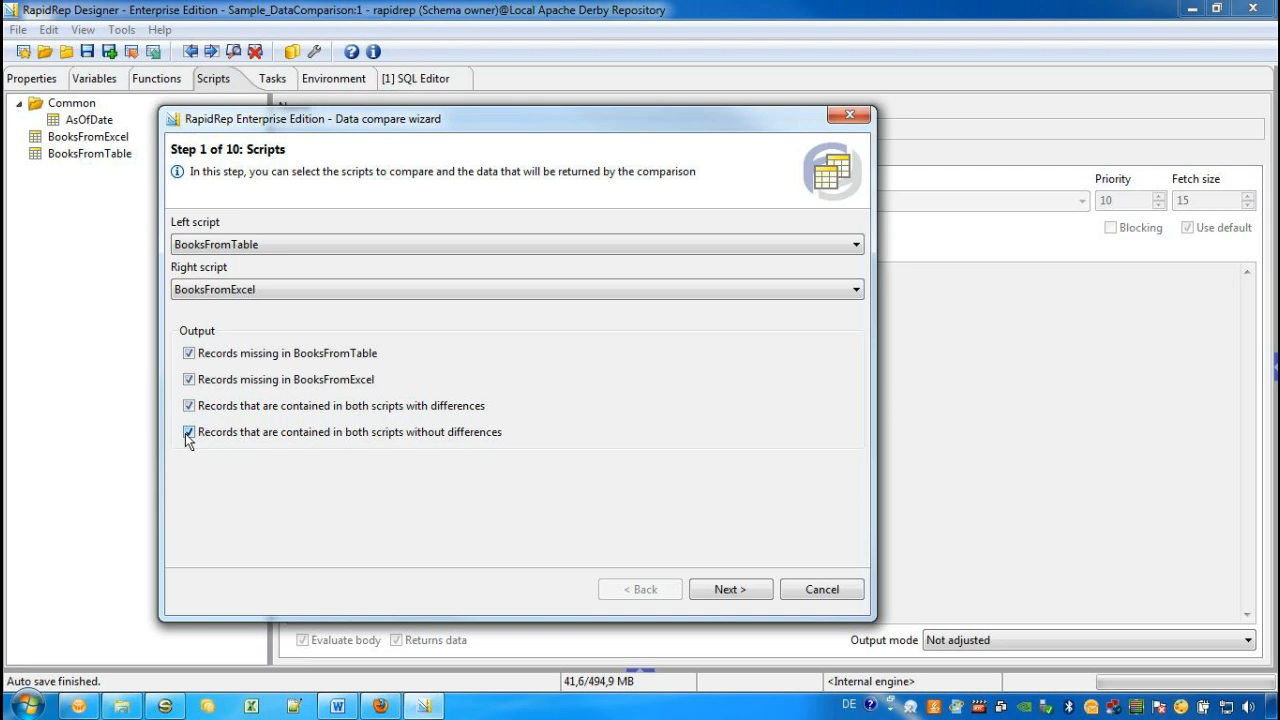 RapidRep Designer - Enterprise Edition - Sample_DataComparison:1 - rapidrep (Schema owner)@Local Apache Derby Repository
File Edit View Tools Help
Properties Variables Functions Scripts Tasks Environment [1] SQL Editor
Common
AsOfDate
BooksFromExcel
BooksFromTable
RapidRep Enterprise Edition - Data compare wizard
Step 1 of 10: Scripts
In this step, you can select the scripts to compare and the data that will be returned by the comparison
Left script
BooksFromTable
Right script
BooksFromExcel
Output
Records missing in BooksFromTable
Records missing in BooksFromExcel
Records that are contained in both scripts with differences
Records that are contained in both scripts without differences
< Back Next > Cancel
Priority Fetch size
10 15
Blocking Use default
Evaluate body Returns data Output mode Not adjusted
Auto save finished. 41,6/494,9 MB <Internal engine>
DE